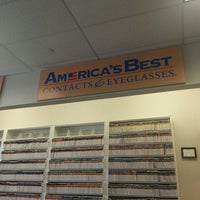 AMERICA'S BEST
CONTACTS & EYEGLASSES.